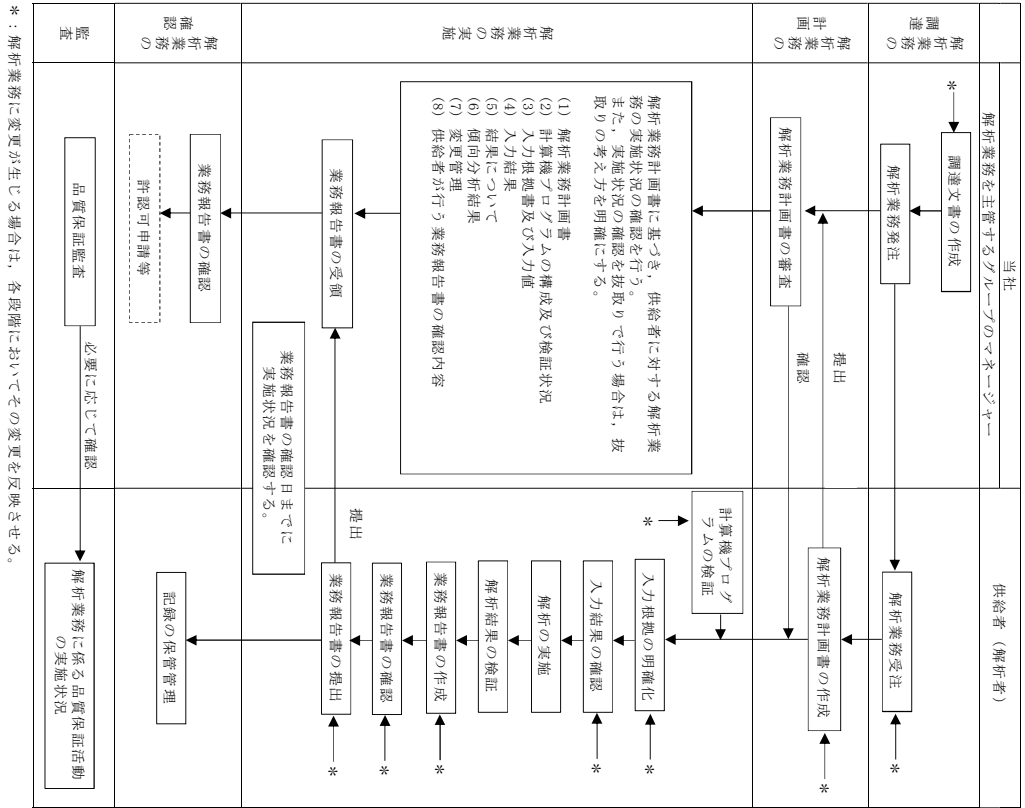 当社
解析業務を主管するグループのマネージャー
供給者（解析者）
解析業務の
調達
*
調達文書の作成
解析業務発注
解析業務受注
*
解析業務の
計画
解析業務計画書の審査
提出
確認
解析業務計画書の作成
*
解析業務の実施
解析業務計画書に基づき，供給者に対する解析業
務の実施状況の確認を行う。
また，実施状況の確認を抜取りで行う場合は，抜
取りの考え方を明確にする。
(1) 解析業務計画書
(2) 計算機プログラムの構成及び検証状況
(3) 入力根拠書及び入力値
(4) 入力結果
(5) 結果について
(6) 傾向分析結果
(7) 変更管理
(8) 供給者が行う業務報告書の確認内容
計算機プログ
ラムの検証
*
入力根拠の明確化
*
入力結果の確認
*
解析の実施
解析結果の検証
業務報告書の作成
*
業務報告書の確認
*
業務報告書の受領
提出
業務報告書の提出
*
業務報告書の確認日までに
実施状況を確認する。
解析業務の
確認
業務報告書の確認
許認可申請等
記録の保管管理
監査
品質保証監査
必要に応じて確認
解析業務に係る品質保証活動
の実施状況
*：解析業務に変更が生じる場合は，各段階においてその変更を反映させる。